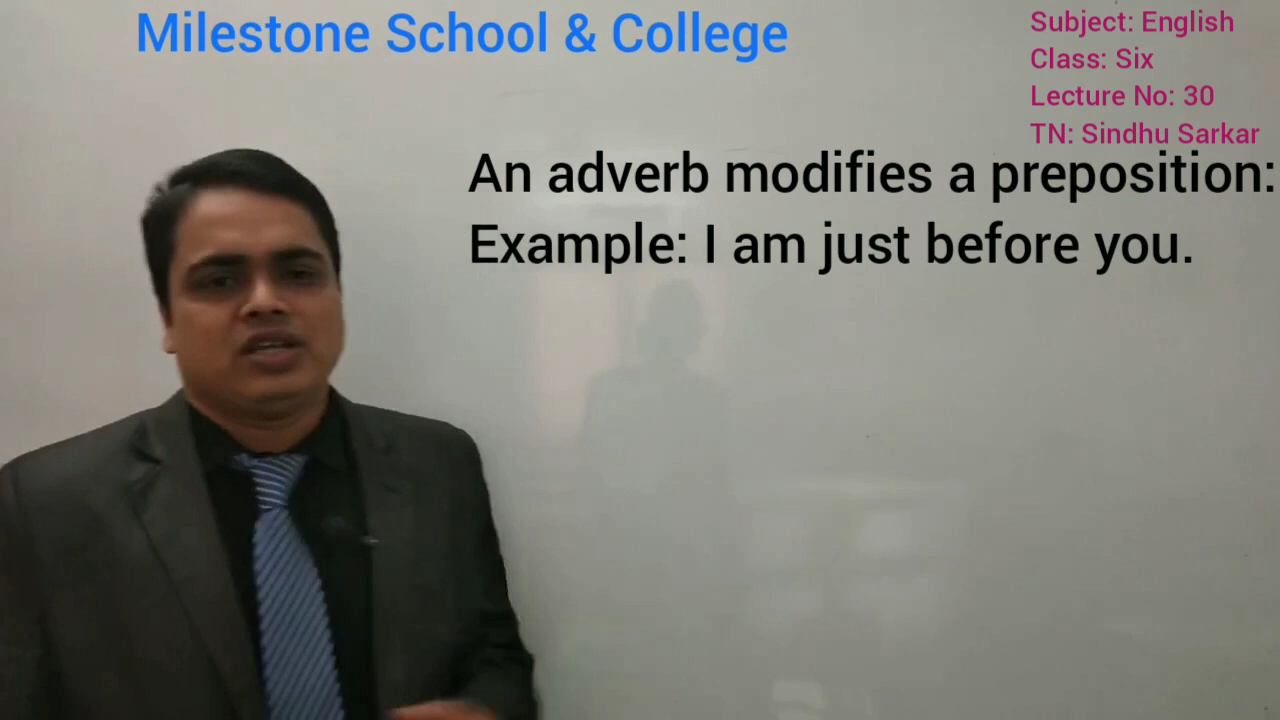 Milestone School & College
Subject: English
Class: Six
Lecture No: 30
TN: Sindhu Sarkar
An adverb modifies a preposition:
Example: I am just before you.